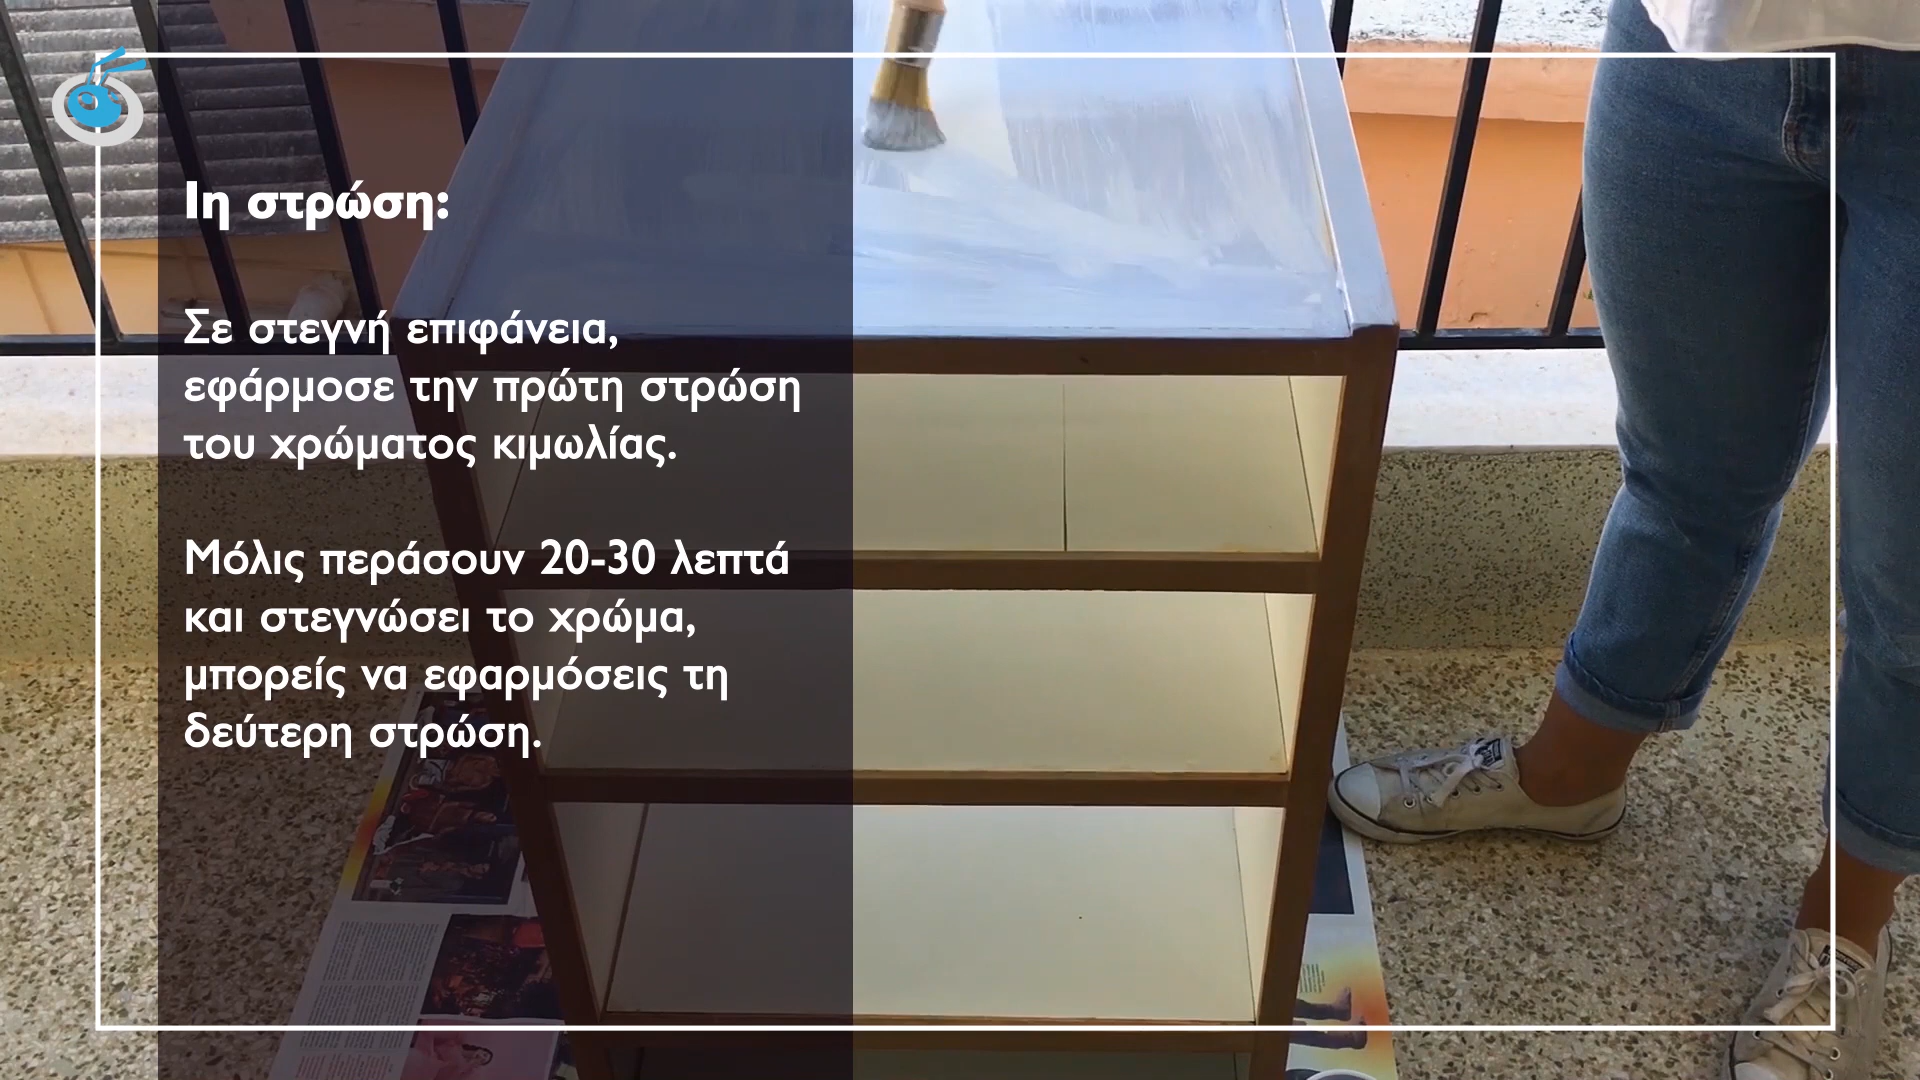 1η στρώση:
Σε στεγνή επιφάνεια,
εφάρμοσε την πρώτη στρώση
του χρώματος κιμωλίας.
Μόλις περάσουν 20-30 λεπτά
και στεγνώσει το χρώμα,
μπορείς να εφαρμόσεις τη
δεύτερη στρώση.